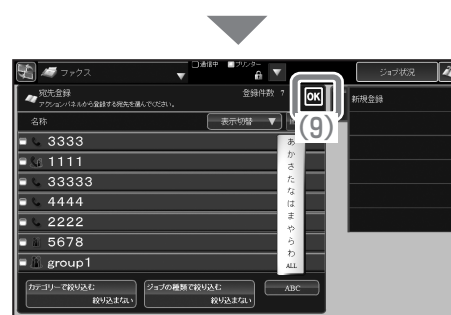 ファクス
通信中
プリンター
ジョブ状況
宛先登録
アクションパネルから登録する宛先を選んでください。
登録件数 ?
OK
新規登録
(9)
名称
表示切替 ▼
3333
1111
33333
4444
2222
5678
group1
あ
か
さ
た
な
は
ま
や
ら
わ
ALL
カテゴリーで絞り込む
絞り込まない
ジョブの種類で絞り込む
絞り込まない
ABC